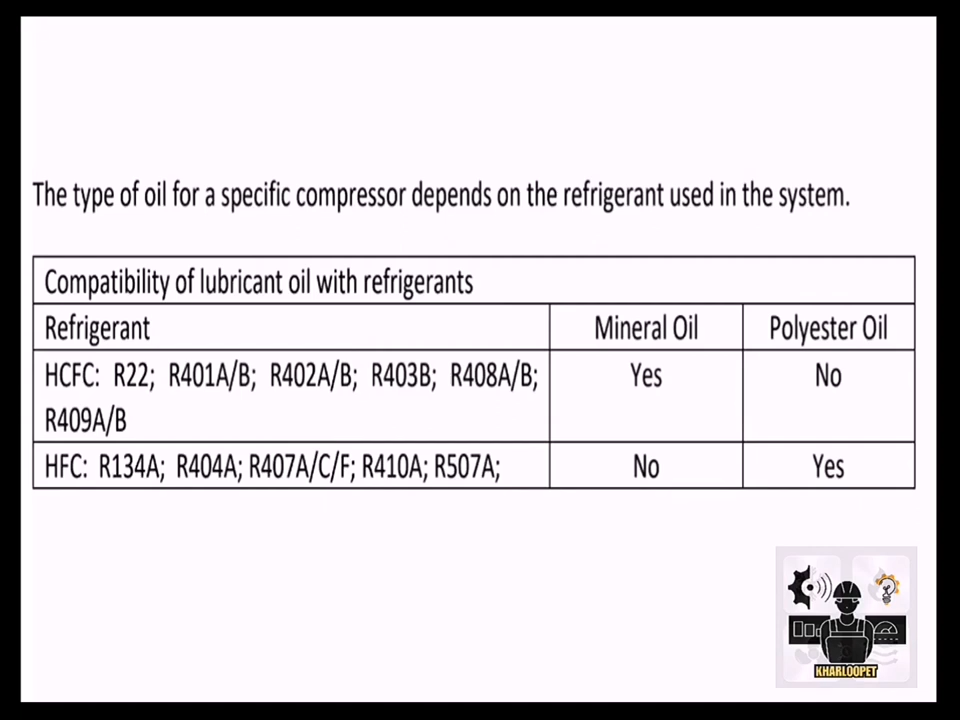 The type of oil for a specific compressor depends on the refrigerant used in the system.
Compatibility of lubricant oil with refrigerants
Refrigerant Mineral Oil Polyester Oil
HCFC: R22; R401A/B; R402A/B; R403B; R408A/B; Yes No
R409A/B
HFC: R134A; R404A; R407A/C/F; R410A; R507A; No Yes
KHARLOOPET